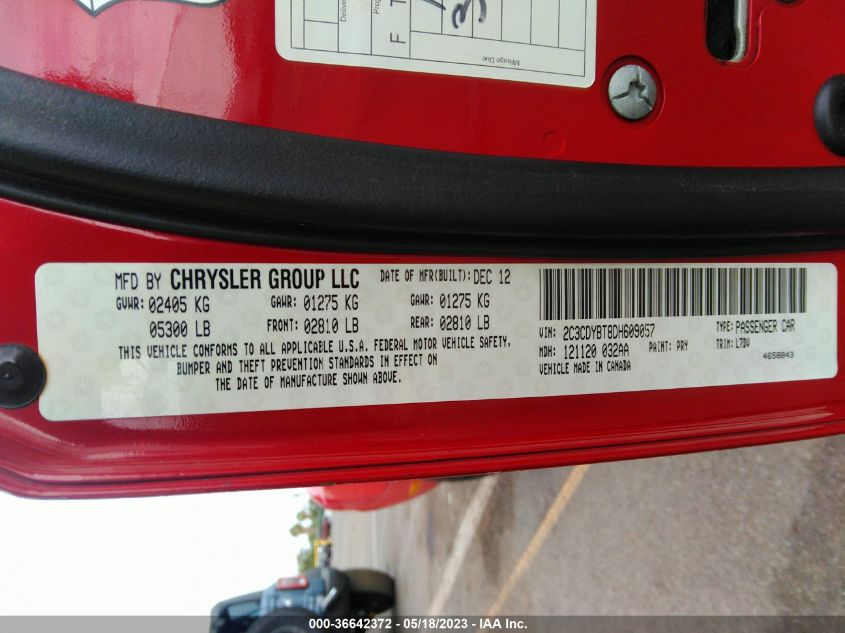 Delivery
F
Mileage Due
MFD BY CHRYSLER GROUP LLC
DATE OF MFR(BUILT): DEC 12
GVWR: 02405 KG GAWR: 01275 KG GAWR: 01275 KG
05300 LB FRONT: 02810 LB REAR: 02810 LB
THIS VEHICLE CONFORMS TO ALL APPLICABLE U.S.A. FEDERAL MOTOR VEHICLE SAFETY,
BUMPER AND THEFT PREVENTION STANDARDS IN EFFECT ON
THE DATE OF MANUFACTURE SHOWN ABOVE.
VIN: 2C3CDYBT8DH609057 TYPE: PASSENGER CAR
MDH: 121120 032AA PAINT: PRY TRIM: L7DV
VEHICLE MADE IN CANADA 4658843
000-36642372 - 05/18/2023 - IAA Inc.